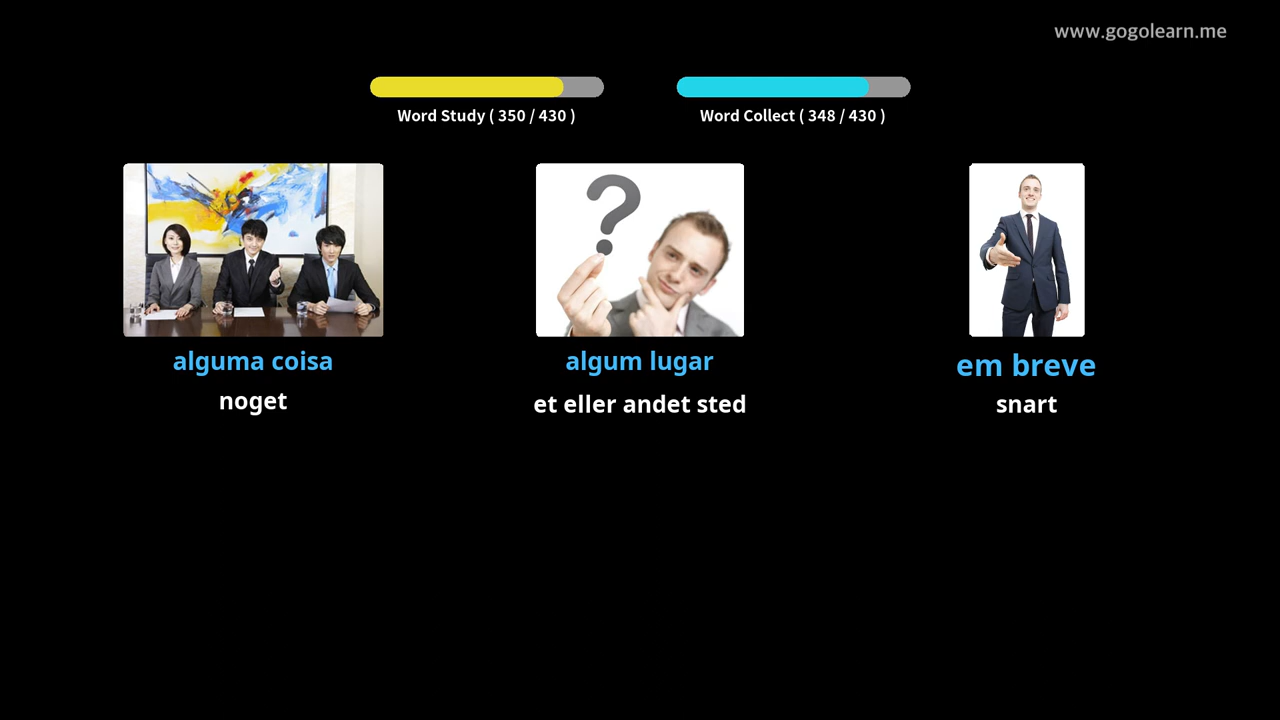 www.gogolearn.me
Word Study ( 350 / 430 )
Word Collect ( 348 / 430 )
alguma coisa
noget
algum lugar
et eller andet sted
em breve
snart